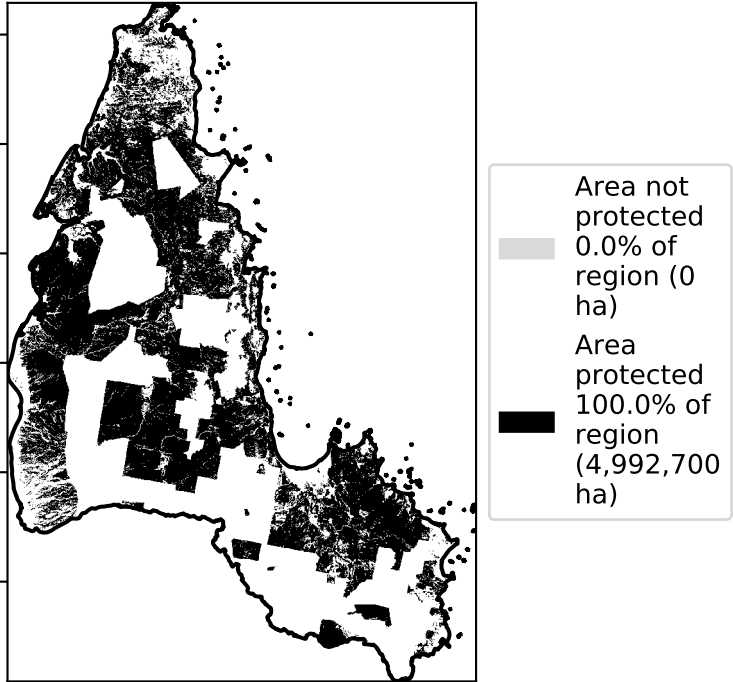 Area not
protected
0.0% of
region (0
ha)
Area
protected
100.0% of
region
(4,992,700
ha)